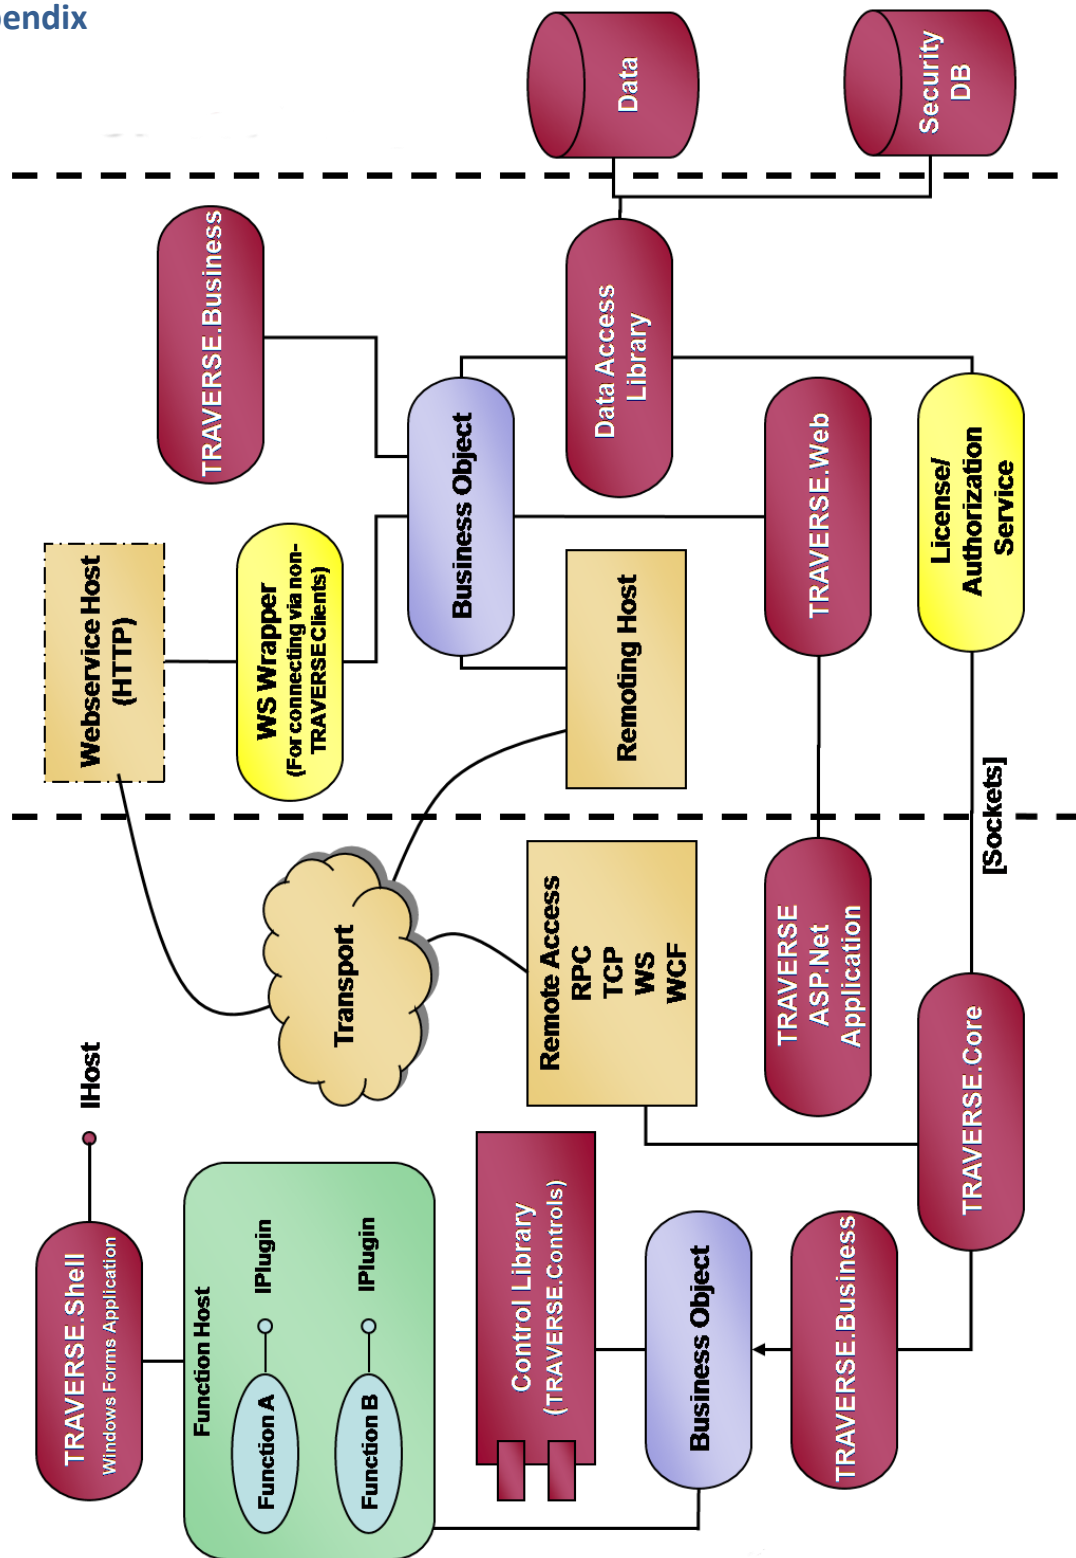 endix
TRAVERSE.Shell
Windows Forms Application
IHost
Function Host
Function A
IPlugin
Function B
IPlugin
Control Library
(TRAVERSE.Controls)
Business Object
TRAVERSE.Business
TRAVERSE.Core
Transport
Remote Access
RPC
TCP
WS
WCF
TRAVERSE
ASP.Net
Application
[Sockets]
Webservice Host
(HTTP)
WS Wrapper
(For connecting via non-
TRAVERSEClients)
Remoting Host
TRAVERSE.Business
Business Object
Data Access
Library
TRAVERSE.Web
License/
Authorization
Service
Data
Security
DB